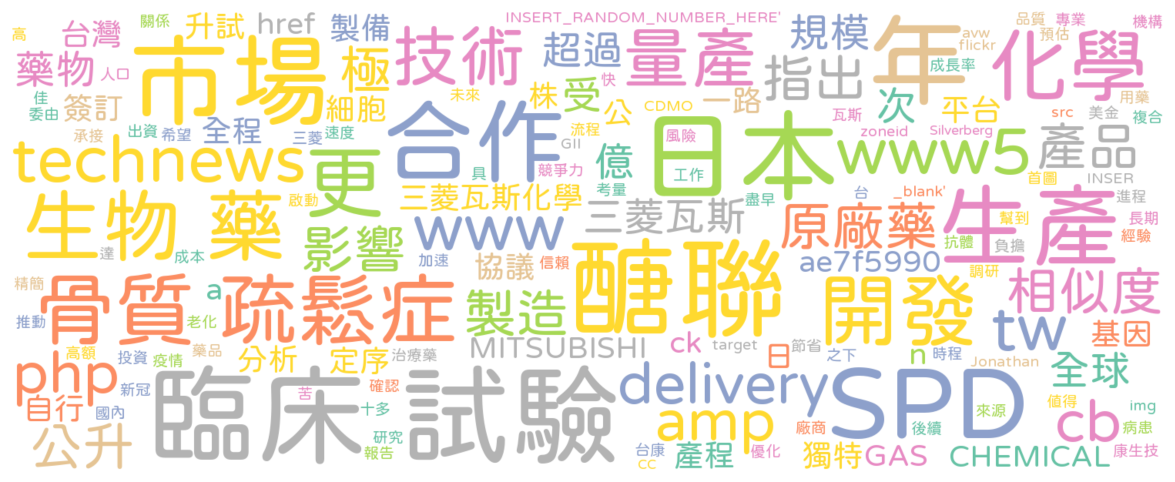 高 關係 升試 href 製備 INSERT_RANDOM_NUMBER_HERE' 品質 專業 機構
台灣 市場 極 技術 超過 量產 規模 年 avw 預估 化學
藥物 人口 flickr 成長率
佳 簽訂 細胞 未來 株 受 快 公 CDMO 一路 指出 次 平台 src 美金 用藥
委由 承接 出資 希望 全程 三菱 速度 合作 流程 瓦斯 zoneid Silverberg 複合
technews 更 GII 億 風險 日本 www5 產品
具 競爭力 考量 工作 首圖 INSER
生物 藥 啟動 三菱瓦斯化學 盡早 台 _blank' 生產 進程
達 影響 www 三菱瓦斯 原廠藥 抗體 負擔 幫到 長期 經驗
成本 加速 協議 信賴 ae7f5990 調研
精簡 骨質 疏鬆症 a 製造 醣聯 開發 相似度
推動 老化 tw 基因
php 高額 投資 疫情 藥品 分析 定序 治療藥 MITSUBISHI ck target 日 節省 之下 n 時程 Jonathan 全球
自行 新冠 國內 臨床 試驗 苦 確認 delivery SPD 值得 img
公升 十多 amp 來源 cb 病患
研究 廠商 後續
報告 台康 CC 產程 優化 獨特 GAS CHEMICAL 康生技